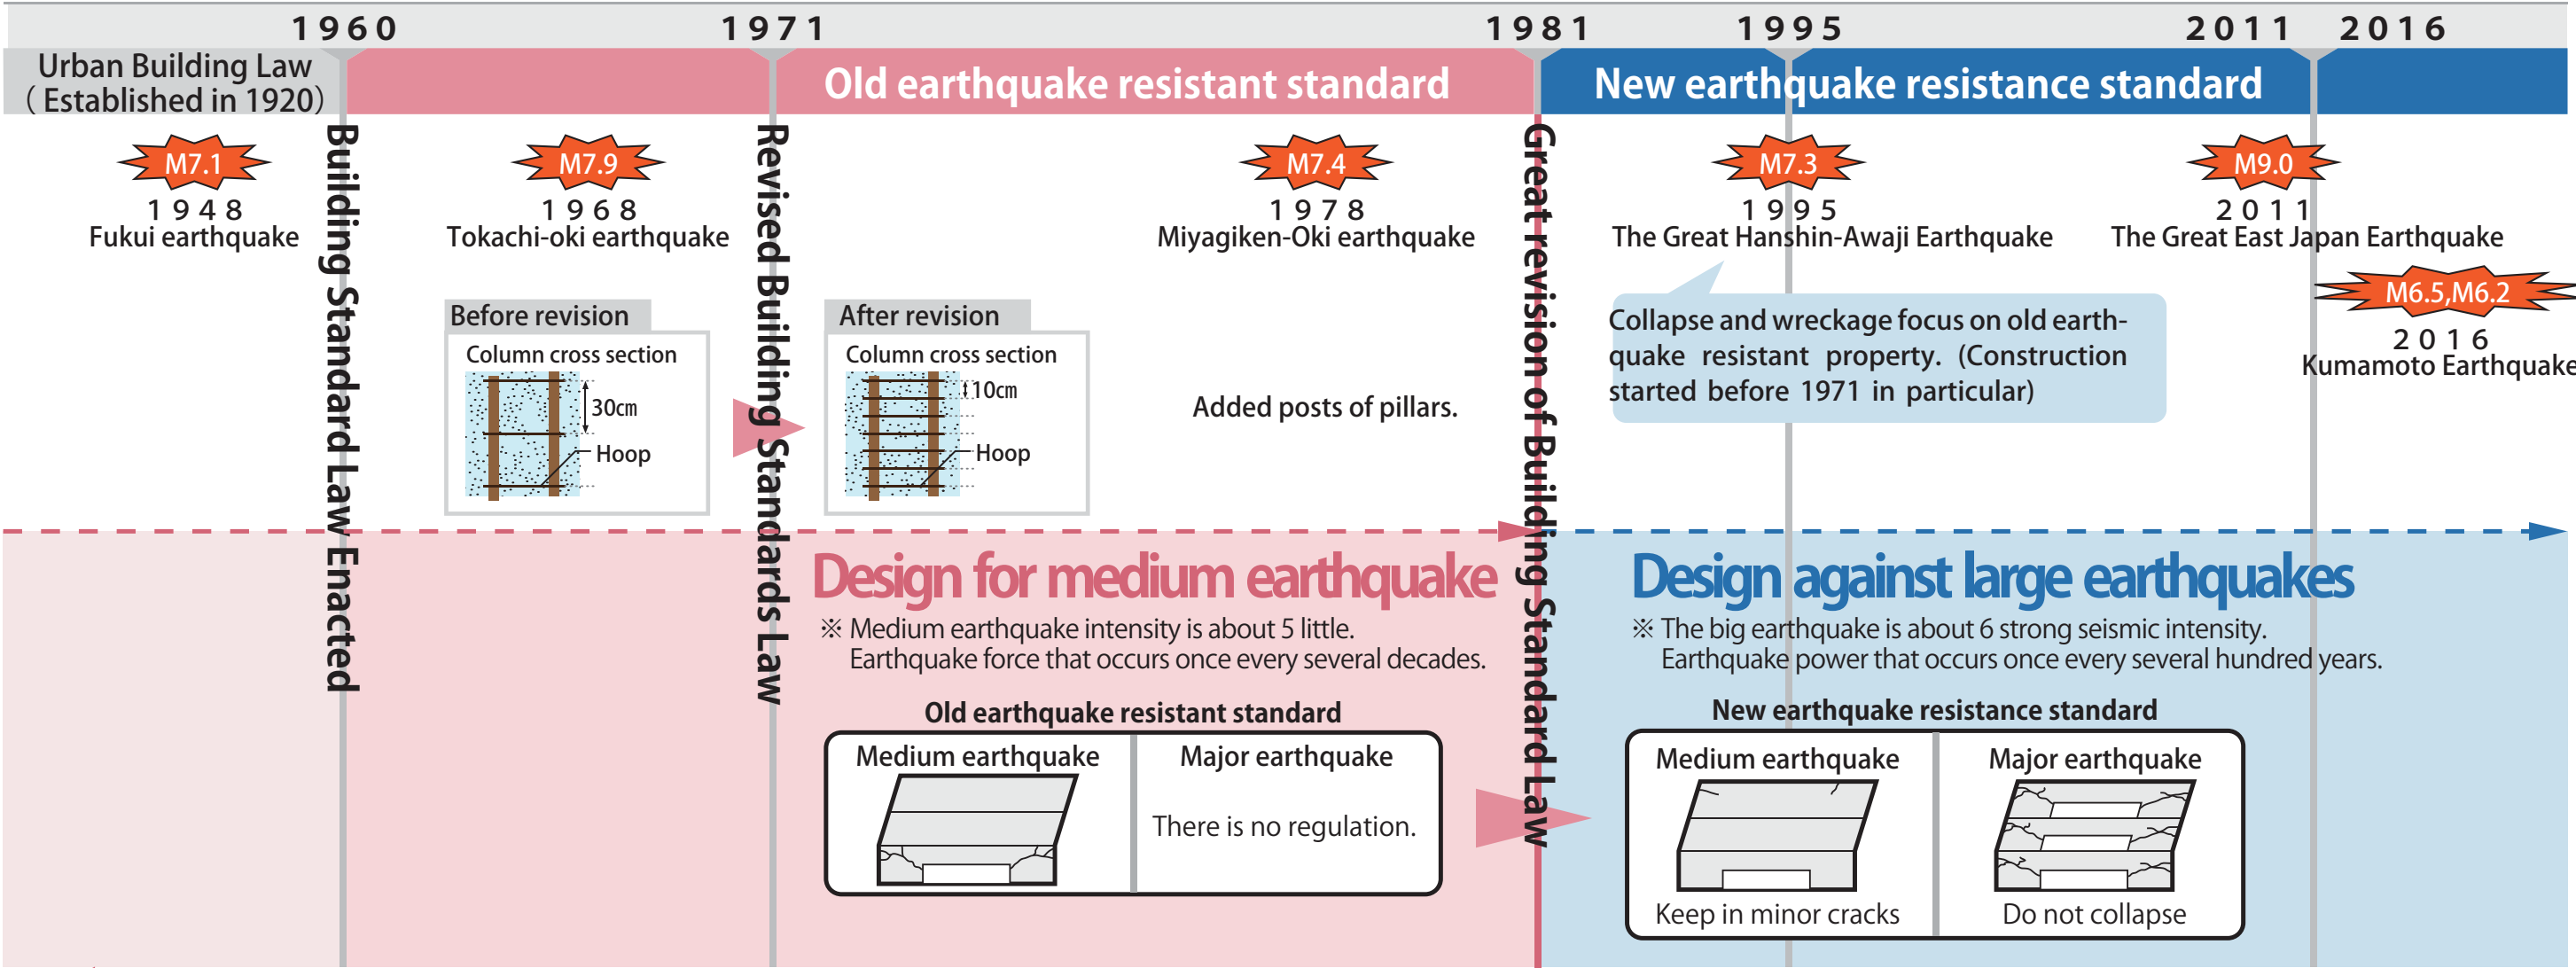 1960
1971
1981
1995
2011
2016
Urban Building Law
(Established in 1920)
Old earthquake resistant standard
New earthquake resistance standard
Building Standard Law Enacted
Revised Building Standards Law
Great revision of Building Standard Law
M7.1
1948
Fukui earthquake
M7.9
1968
Tokachi-oki earthquake
M7.4
1978
Miyagiken-Oki earthquake
M7.3
1995
The Great Hanshin-Awaji Earthquake
M9.0
2011
The Great East Japan Earthquake
M6.5,M6.2
2016
Kumamoto Earthquake
Before revision
Column cross section
30cm
Hoop
After revision
Column cross section
10cm
Hoop
Added posts of pillars.
Collapse and wreckage focus on old earth-
quake resistant property. (Construction
started before 1971 in particular)
Design for medium earthquake
※ Medium earthquake intensity is about 5 little.
Earthquake force that occurs once every several decades.
Old earthquake resistant standard
Medium earthquake
Major earthquake
There is no regulation.
Design against large earthquakes
※ The big earthquake is about 6 strong seismic intensity.
Earthquake power that occurs once every several hundred years.
New earthquake resistance standard
Medium earthquake
Keep in minor cracks
Major earthquake
Do not collapse